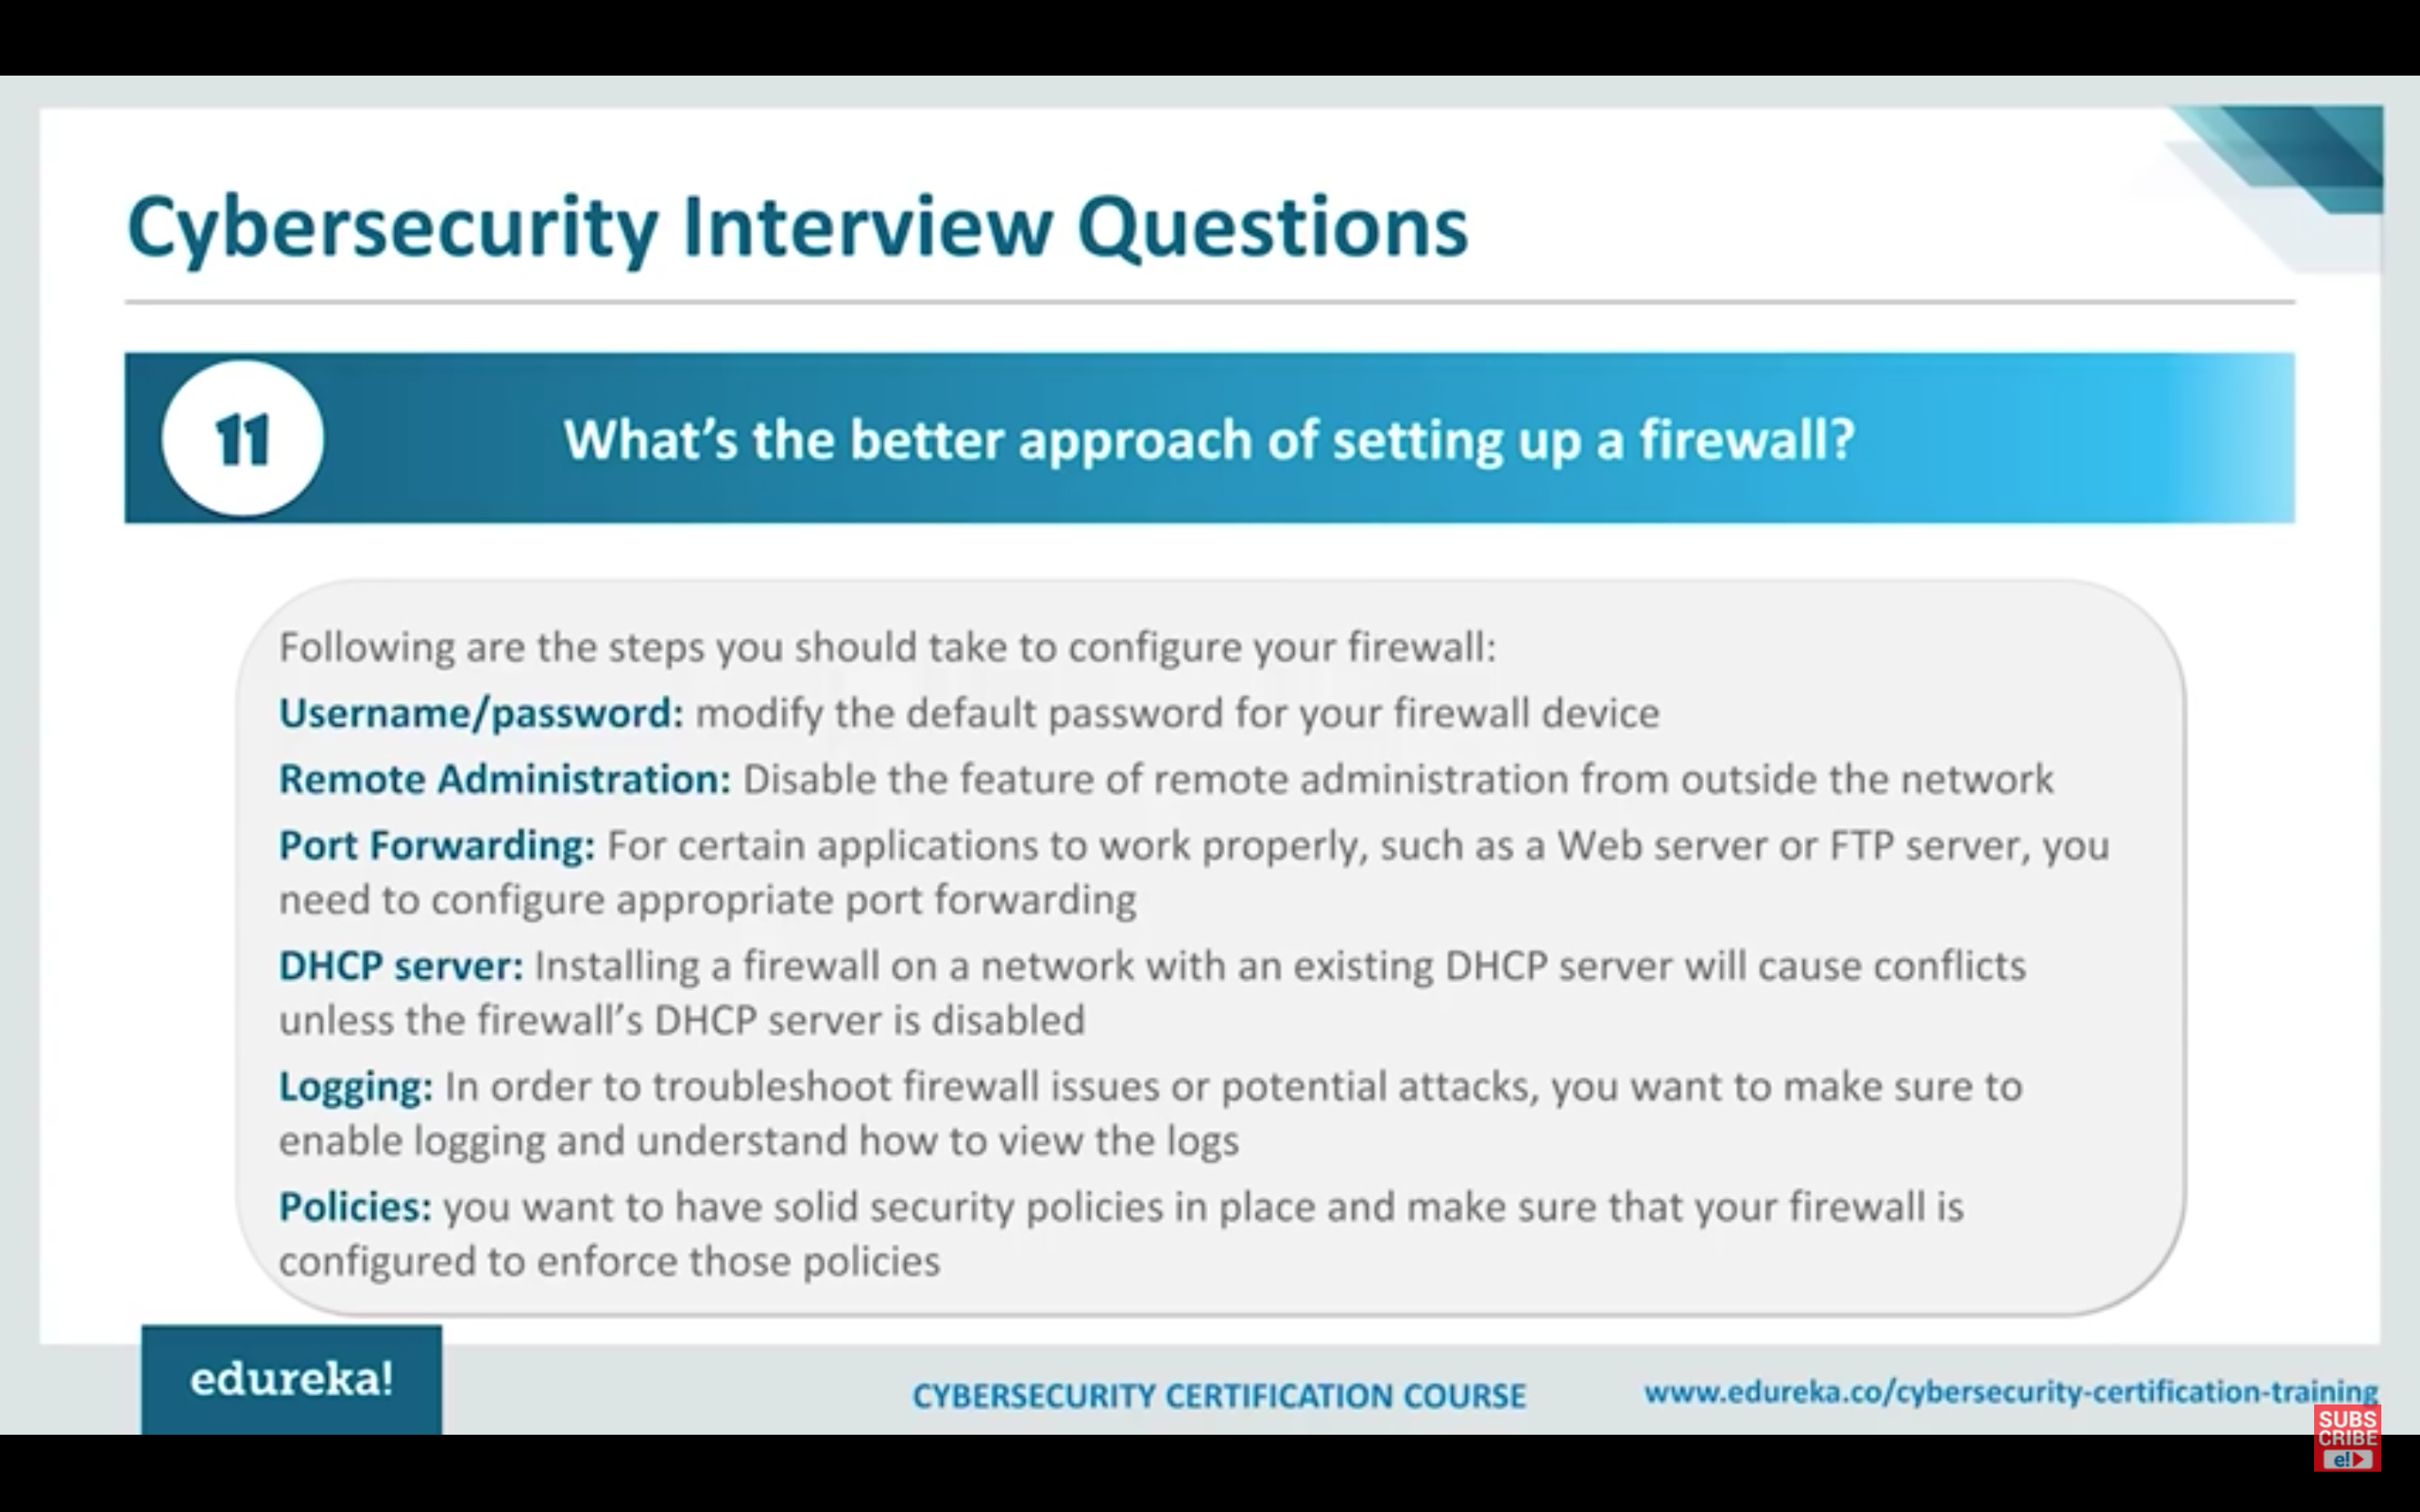 Cybersecurity Interview Questions
11
What's the better approach of setting up a firewall?
Following are the steps you should take to configure your firewall:
Username/password: modify the default password for your firewall device
Remote Administration: Disable the feature of remote administration from outside the network
Port Forwarding: For certain applications to work properly, such as a Web server or FTP server, you
need to configure appropriate port forwarding
DHCP server: Installing a firewall on a network with an existing DHCP server will cause conflicts
unless the firewall's DHCP server is disabled
Logging: In order to troubleshoot firewall issues or potential attacks, you want to make sure to
enable logging and understand how to view the logs
Policies: you want to have solid security policies in place and make sure that your firewall is
configured to enforce those policies
edureka!
CYBERSECURITY CERTIFICATION COURSE
www.edureka.co/cybersecurity-certification-training
SUBS
CRIBE
e!